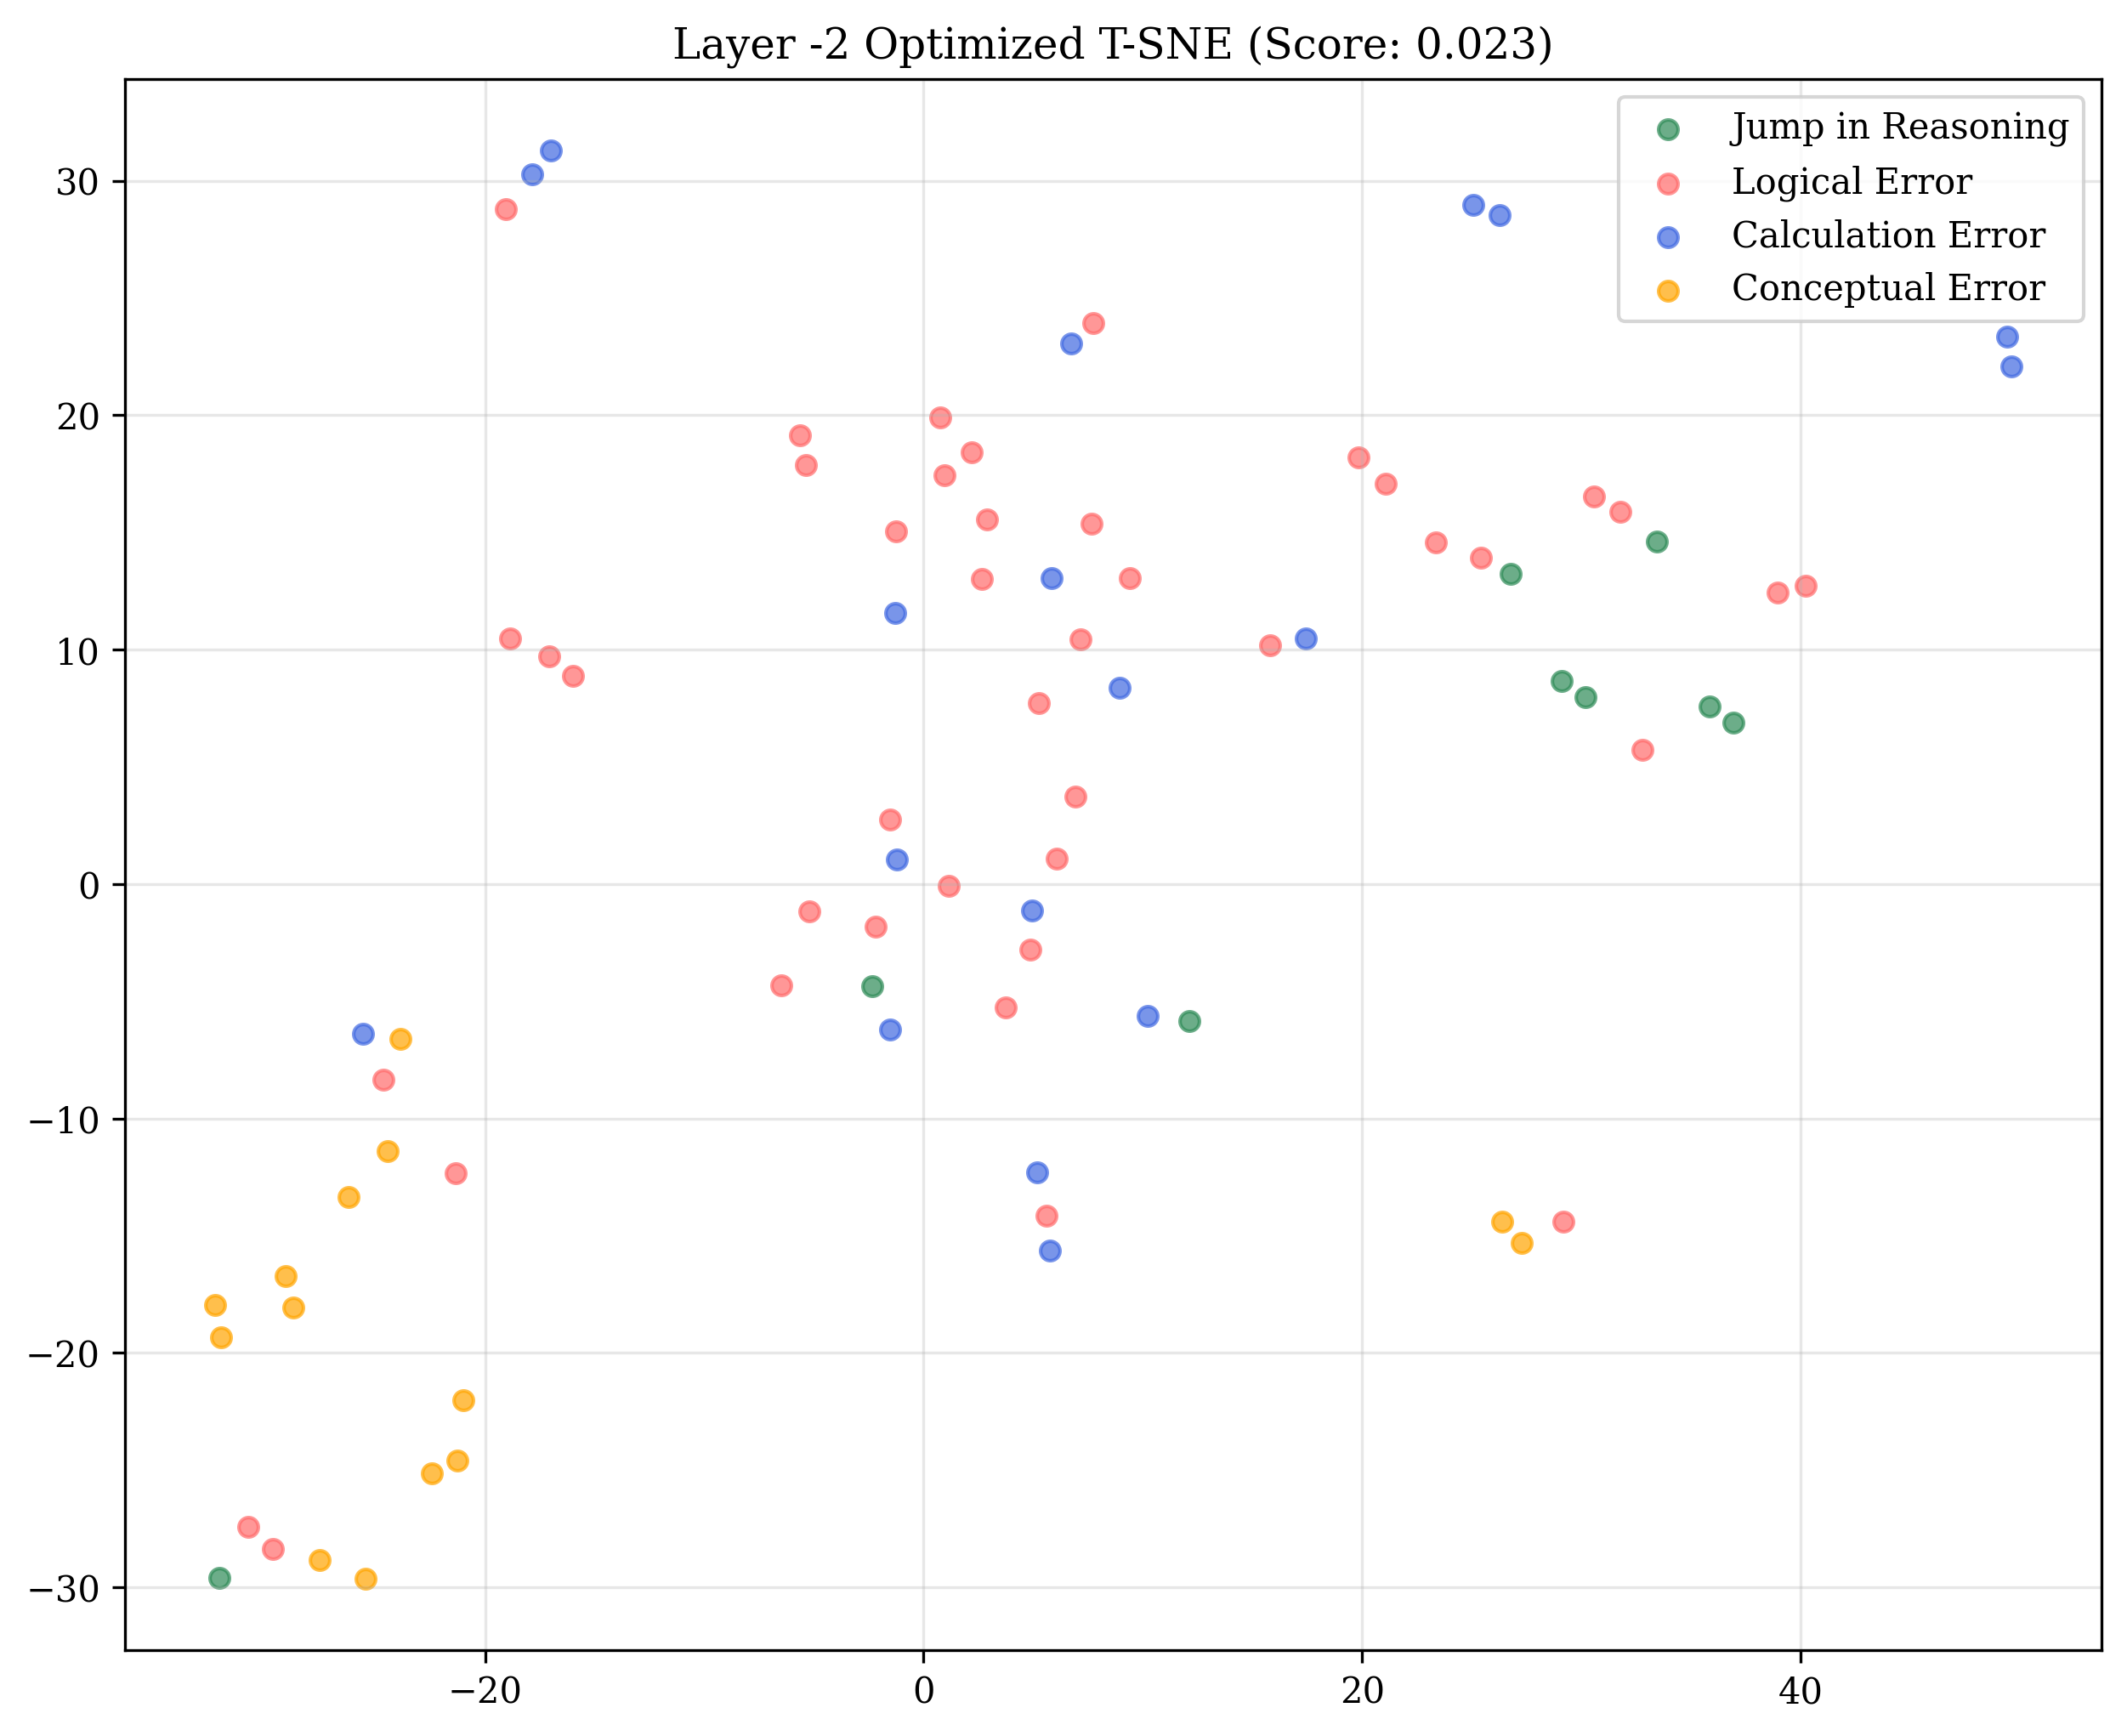 Layer -2 Optimized T-SNE (Score: 0.023)
Jump in Reasoning
Logical Error
Calculation Error
Conceptual Error
30
20
10
0
−10
−20
−30
−20
0
20
40